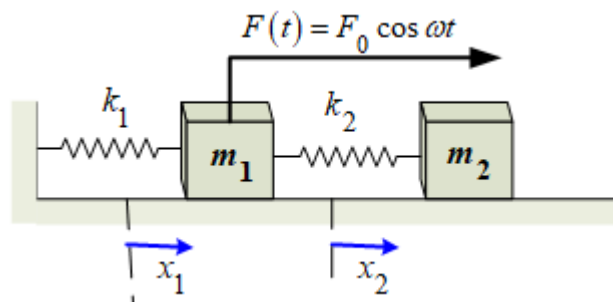 F(t) = F₀ cos ωt
k₁
k₂
m₁
m₂
x₁
x₂